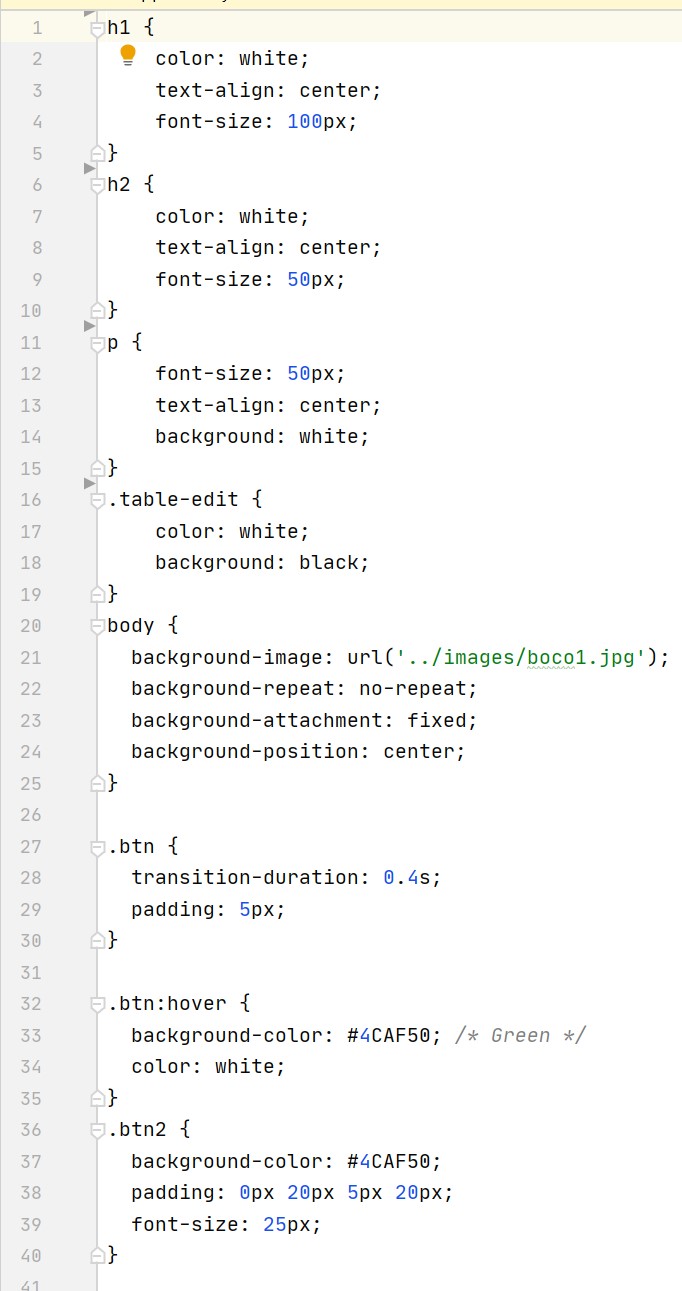 1 h1 {
2 color: white;
3 text-align: center;
4 font-size: 100px;
5 }
6 h2 {
7 color: white;
8 text-align: center;
9 font-size: 50px;
10 }
11 p {
12 font-size: 50px;
13 text-align: center;
14 background: white;
15 }
16 .table-edit {
17 color: white;
18 background: black;
19 }
20 body {
21 background-image: url('../images/boco1.jpg');
22 background-repeat: no-repeat;
23 background-attachment: fixed;
24 background-position: center;
25 }
26
27 .btn {
28 transition-duration: 0.4s;
29 padding: 5px;
30 }
31
32 .btn:hover {
33 background-color: #4CAF50; /* Green */
34 color: white;
35 }
36 .btn2 {
37 background-color: #4CAF50;
38 padding: 0px 20px 5px 20px;
39 font-size: 25px;
40 }
41